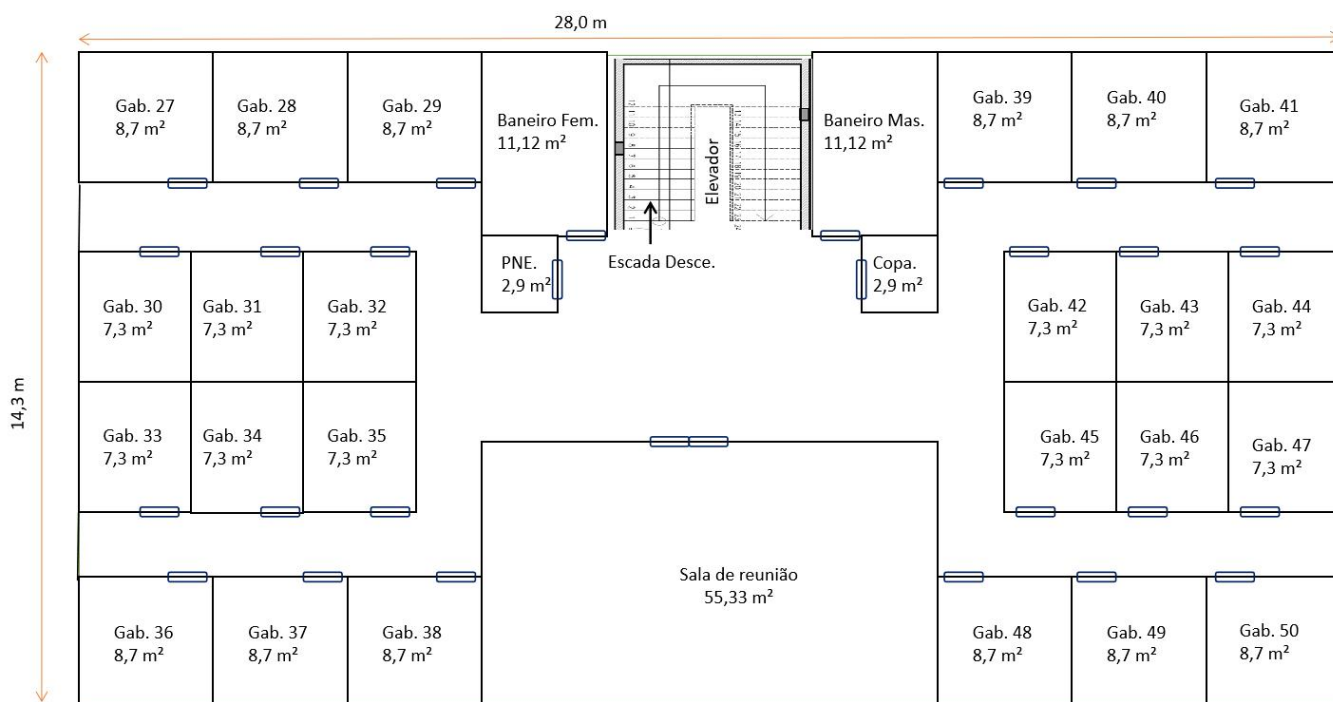 28,0 m
14,3 m
Gab. 27
8,7 m²
Gab. 28
8,7 m²
Gab. 29
8,7 m²
Baneiro Fem.
11,12 m²
Elevador
Baneiro Mas.
11,12 m²
Gab. 39
8,7 m²
Gab. 40
8,7 m²
Gab. 41
8,7 m²
PNE.
2,9 m²
Escada Desce.
Copa.
2,9 m²
Gab. 30
7,3 m²
Gab. 31
7,3 m²
Gab. 32
7,3 m²
Gab. 42
7,3 m²
Gab. 43
7,3 m²
Gab. 44
7,3 m²
Gab. 33
7,3 m²
Gab. 34
7,3 m²
Gab. 35
7,3 m²
Gab. 45
7,3 m²
Gab. 46
7,3 m²
Gab. 47
7,3 m²
Sala de reunião
55,33 m²
Gab. 36
8,7 m²
Gab. 37
8,7 m²
Gab. 38
8,7 m²
Gab. 48
8,7 m²
Gab. 49
8,7 m²
Gab. 50
8,7 m²